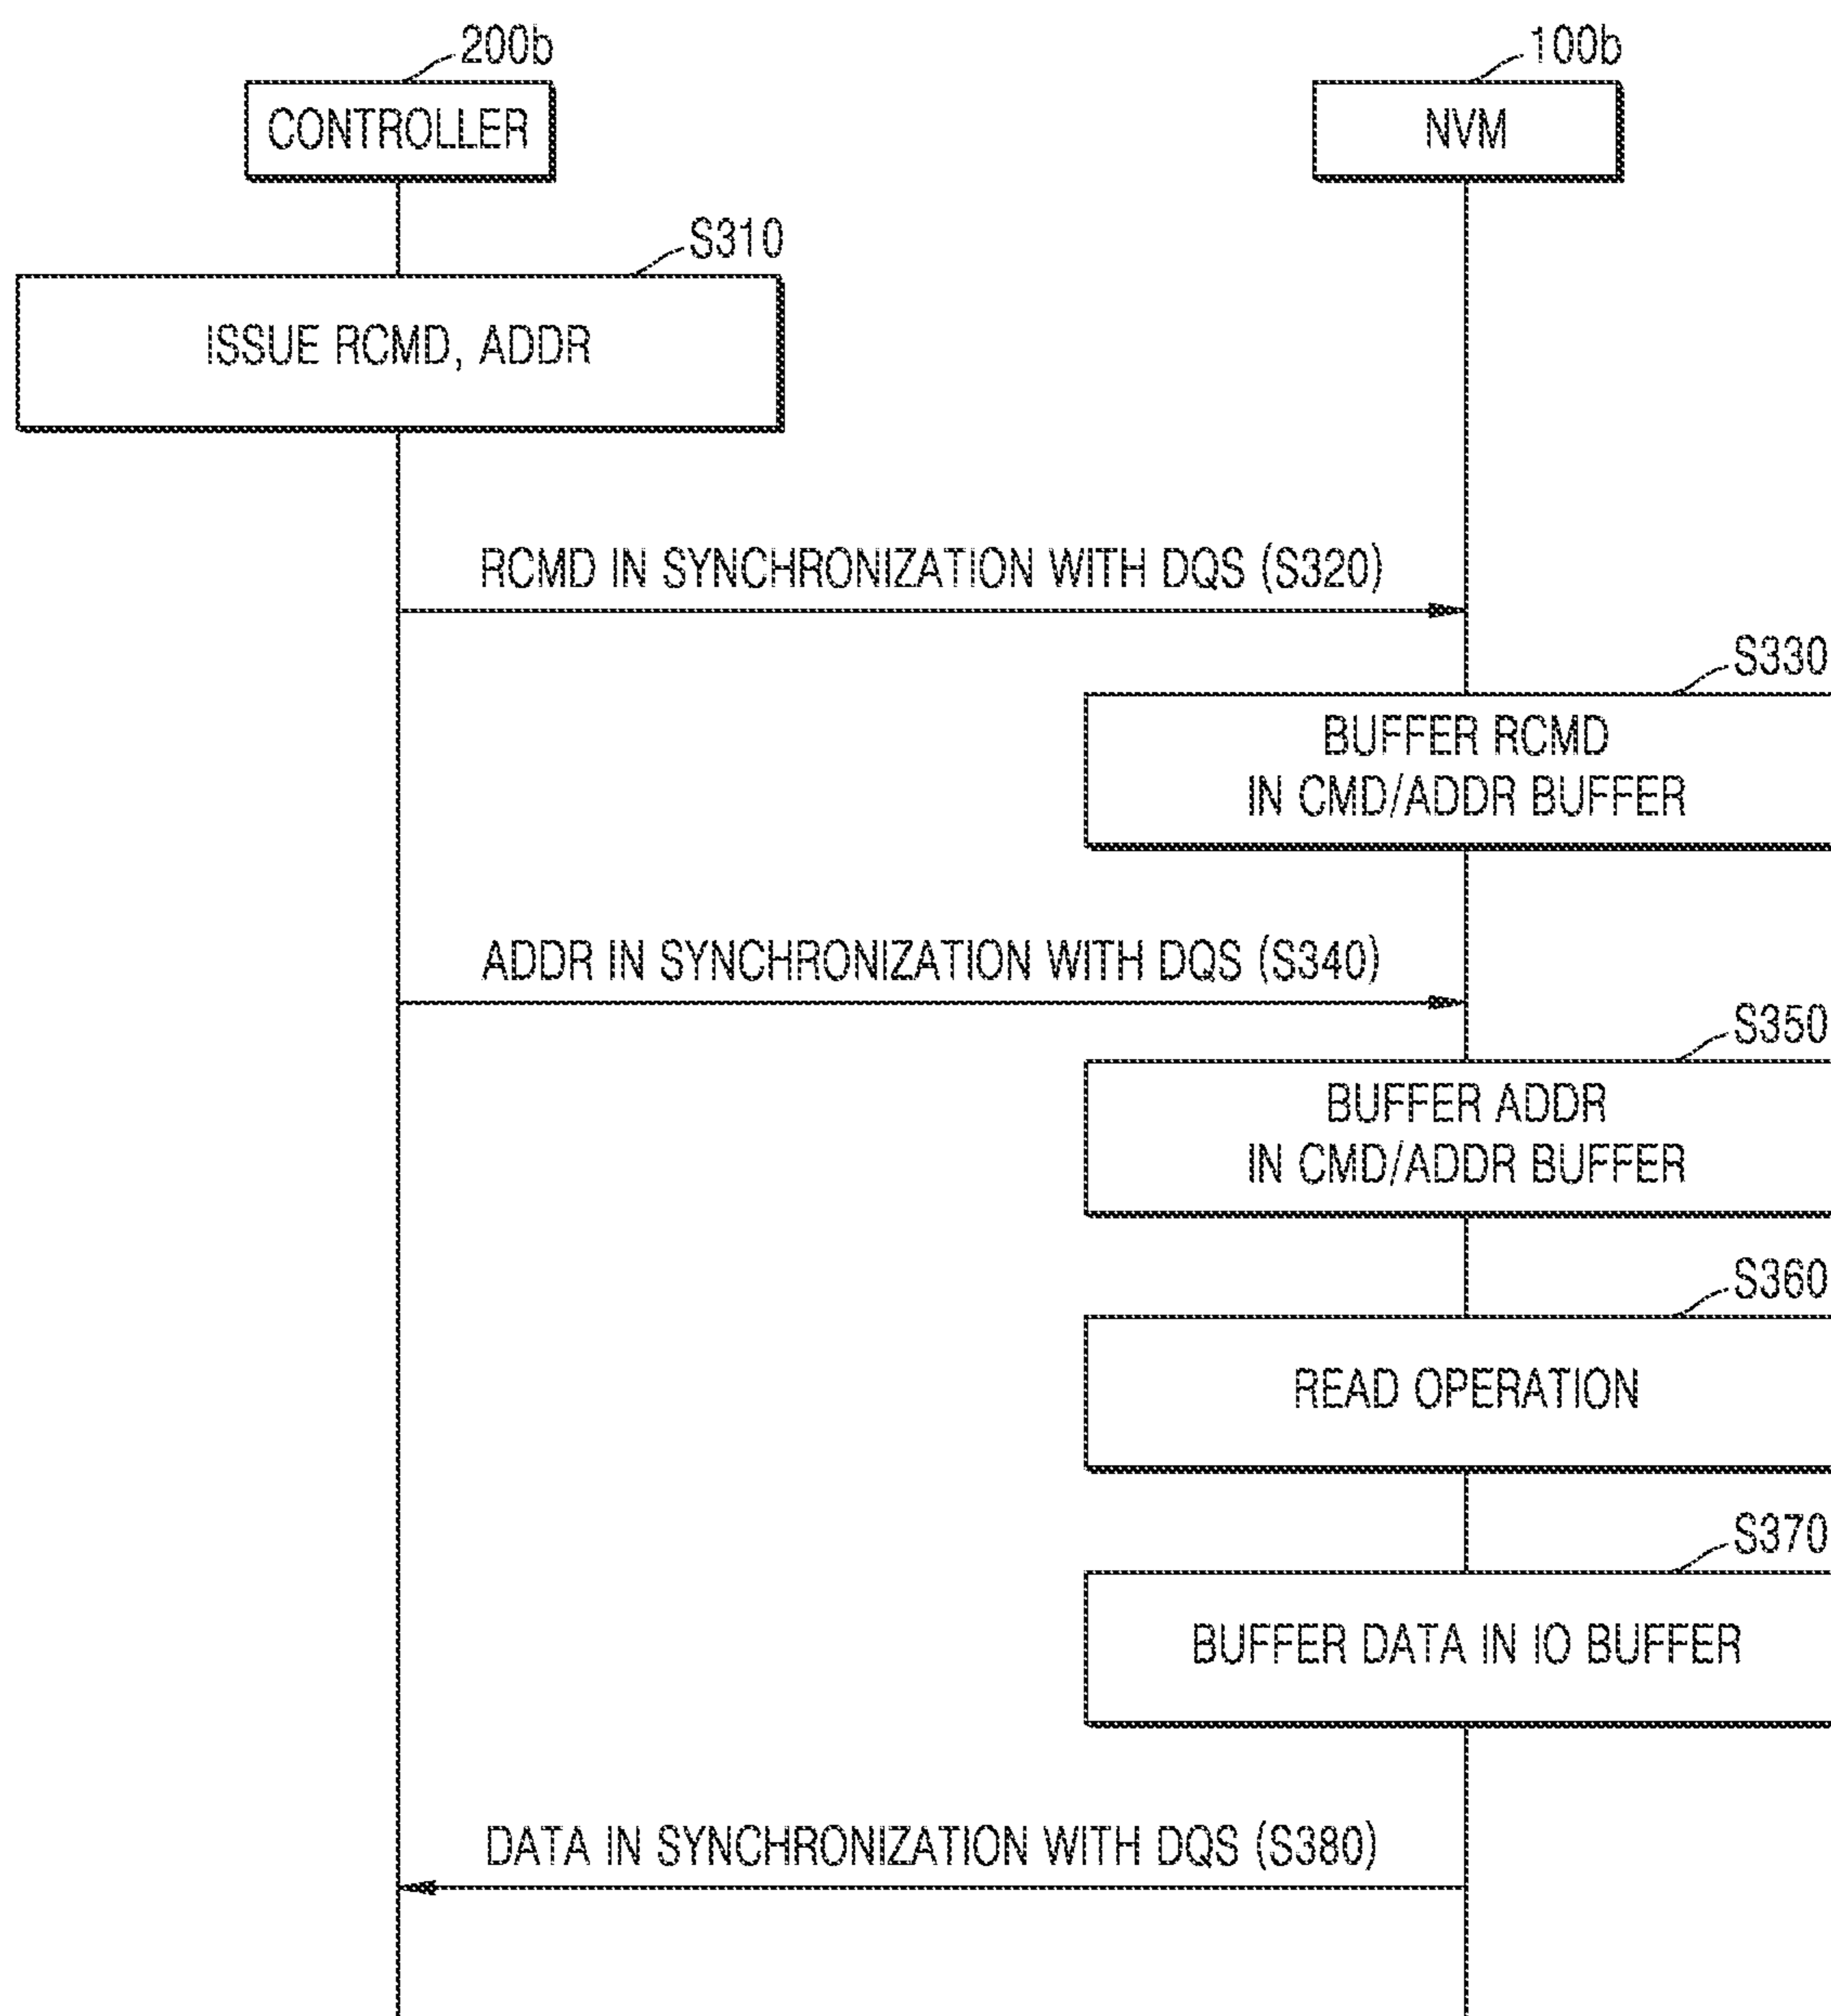 200b
100b
CONTROLLER
NVM
S310
ISSUE RCMD, ADDR
RCMD IN SYNCHRONIZATION WITH DQS (S320)
S330
BUFFER RCMD
IN CMD/ADDR BUFFER
ADDR IN SYNCHRONIZATION WITH DQS (S340)
S350
BUFFER ADDR
IN CMD/ADDR BUFFER
S360
READ OPERATION
S370
BUFFER DATA IN IO BUFFER
DATA IN SYNCHRONIZATION WITH DQS (S380)